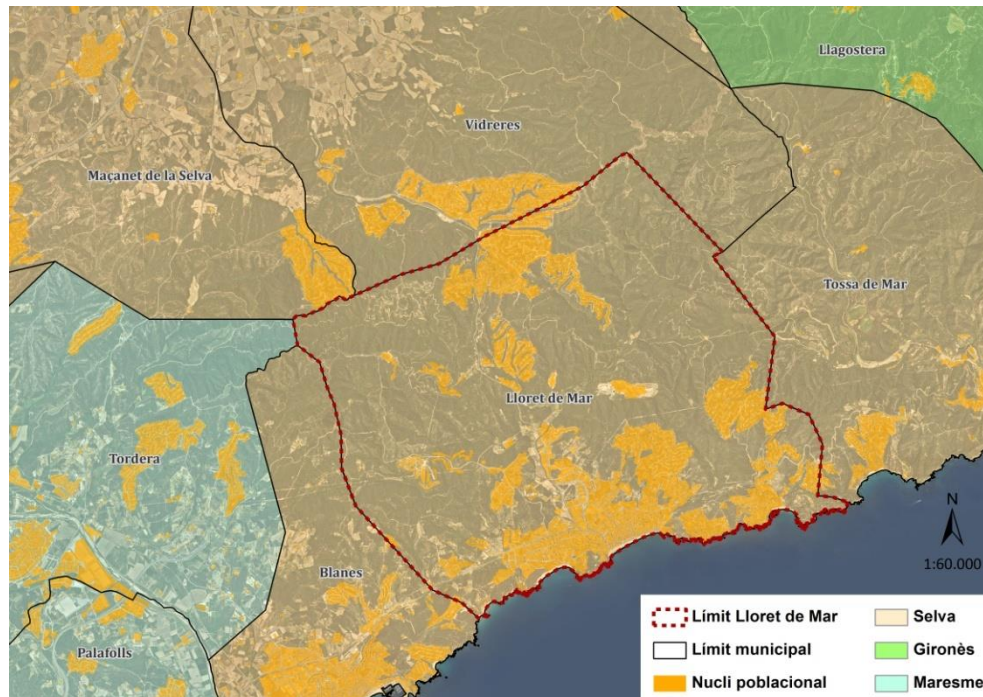 Llagostera
Vidreres
Maçanet de la Selva
Tossa de Mar
Lloret de Mar
Tordera
N
1:60.000
Blanes
Palafolls
Límit Lloret de Mar
Límit municipal
Nucli poblacional
Selva
Gironès
Maresme